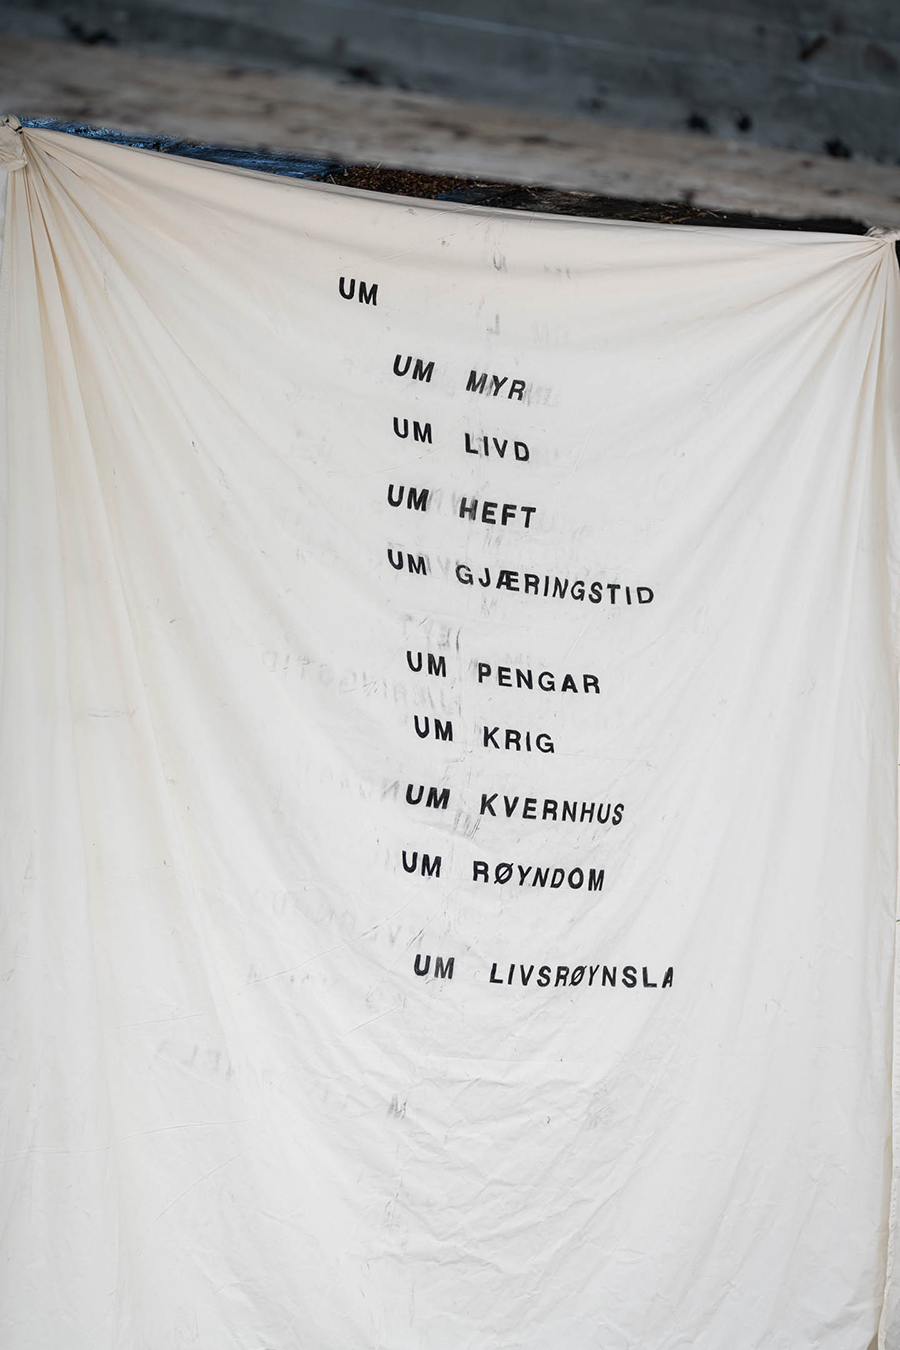 UM
UM MYR
UM LIVD
UM HEFT
UM GJÆRINGSTID
UM PENGAR
UM KRIG
UM KVERNHUS
UM RØYNDOM
UM LIVSRØYNSLA